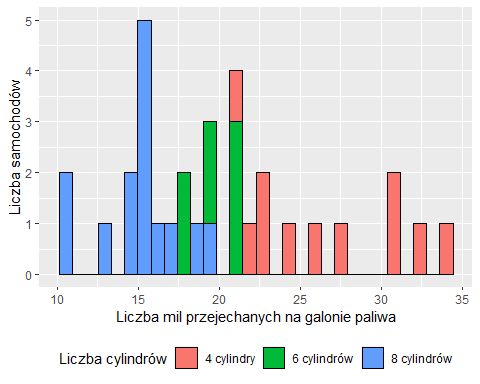 5
4
3
2
1
0
Liczba samochodów
10 15 20 25 30 35
Liczba mil przejechanych na galonie paliwa
Liczba cylindrów 4 cylindry 6 cylindrów 8 cylindrów